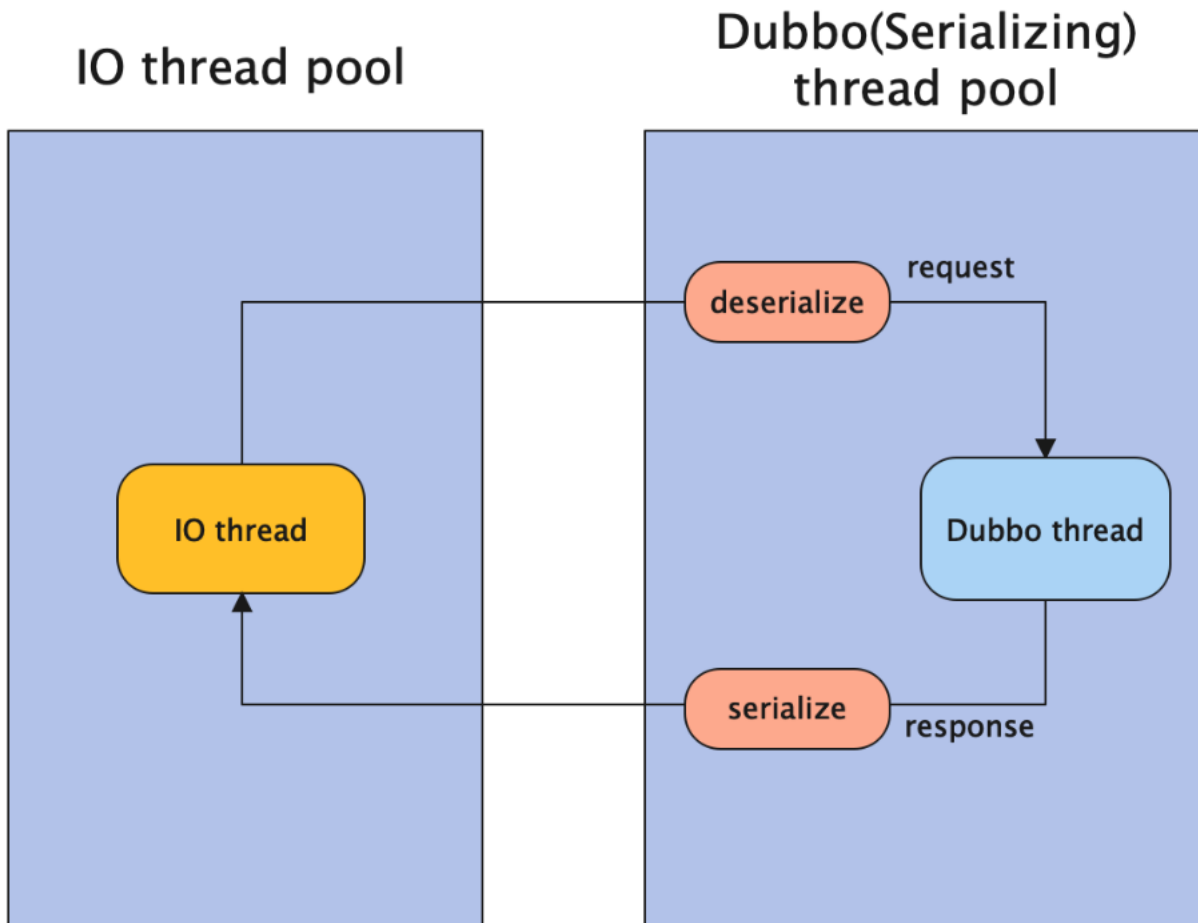 IO thread pool
Dubbo(Serializing)
thread pool
deserialize
request
IO thread
Dubbo thread
serialize
response